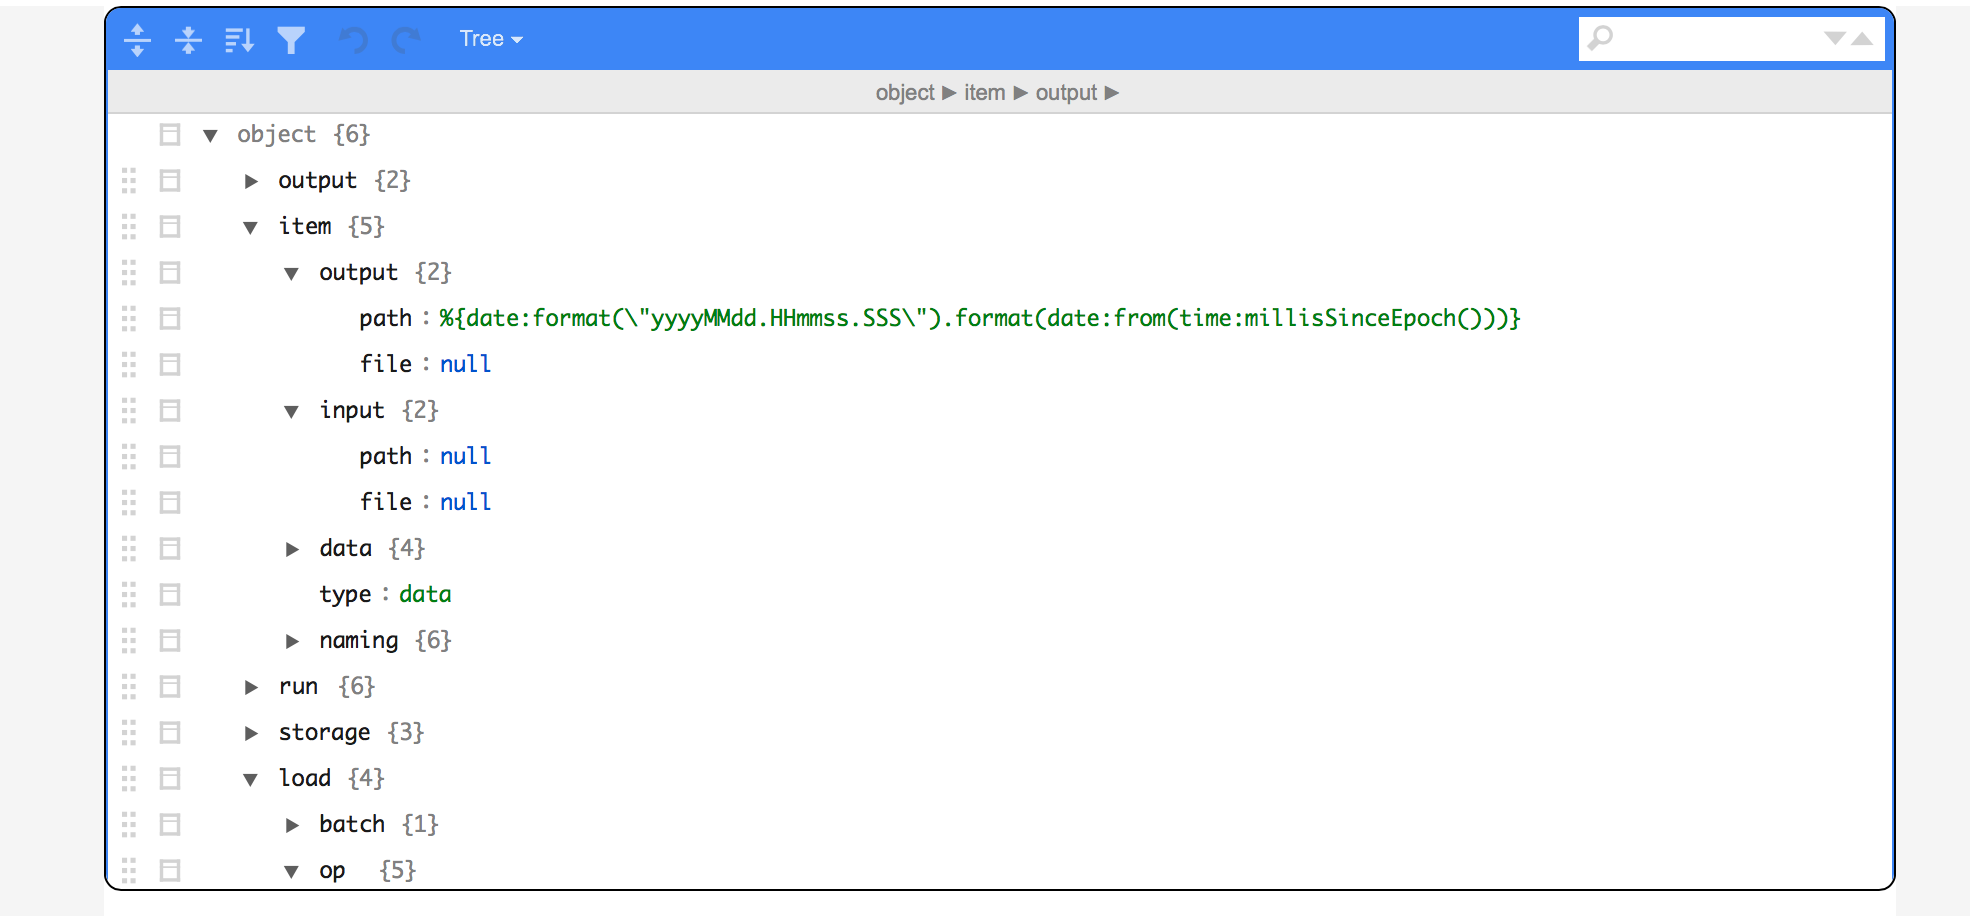 Tree
object ▶ item ▶ output ▶
▼ object {6}
▶ output {2}
▼ item {5}
▼ output {2}
path : %{date:format(\"yyyyMMdd.HHmmss.SSS\").format(date:from(time:millisSinceEpoch()))}
file : null
▼ input {2}
path : null
file : null
▶ data {4}
type : data
▶ naming {6}
▶ run {6}
▶ storage {3}
▼ load {4}
▶ batch {1}
▼ op {5}